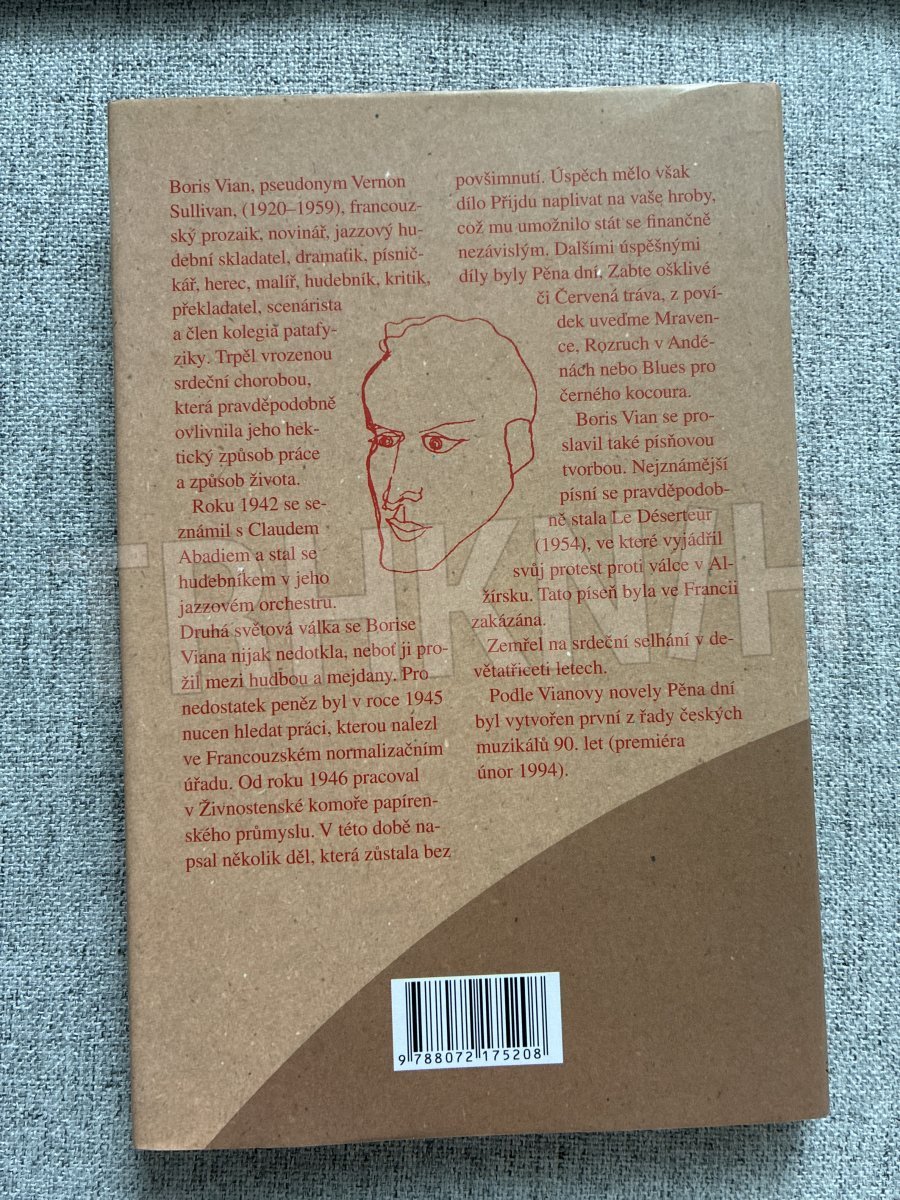 Boris Vian, pseudonym Vernon
Sullivan, (1920–1959), francouz-
ský prozaik, novinář, jazzový hu-
dební skladatel, dramatik, písnič-
kář, herec, malíř, hudebník, kritik,
překladatel, scenárista
a člen kolegia patafy-
ziky. Trpěl vrozenou
srdeční chorobou,
která pravděpodobně
ovlivnila jeho hek-
tický způsob práce
a způsob života.
Roku 1942 se se-
známil s Claudem
Abadiem a stal se
hudebníkem v jeho
jazzovém orchestru.
Druhá světová válka se Borise
Viana nijak nedotkla, neboť ji pro-
žil mezi hudbou a mejdany. Pro
nedostatek peněz byl v roce 1945
nucen hledat práci, kterou nalezl
ve Francouzském normalizačním
úřadu. Od roku 1946 pracoval
v Živnostenské komoře papíren-
ského průmyslu. V této době na-
psal několik děl, která zůstala bez
povšimnutí. Úspěch mělo však
dílo Přijdu naplivat na vaše hroby,
což mu umožnilo stát se finančně
nezávislým. Dalšími úspěšnými
díly byly Pěna dní, Zabte ošklivé
či Červená tráva, z poví-
dek uveďme Mraven-
ce, Rozruch v Andé-
nách nebo Blues pro
černého kocoura.
Boris Vian se pro-
slavil také písňovou
tvorbou. Nejznámější
písní se pravděpodob-
ně stala Le Déserteur
(1954), ve které vyjádřil
svůj protest proti válce v Al-
žírsku. Tato píseň byla ve Francii
zakázána.
Zemřel na srdeční selhání v de-
větatřiceti letech.
Podle Vianovy novely Pěna dní
byl vytvořen první z řady českých
muzikálů 90. let (premiéra
únor 1994).
9 788072 175208